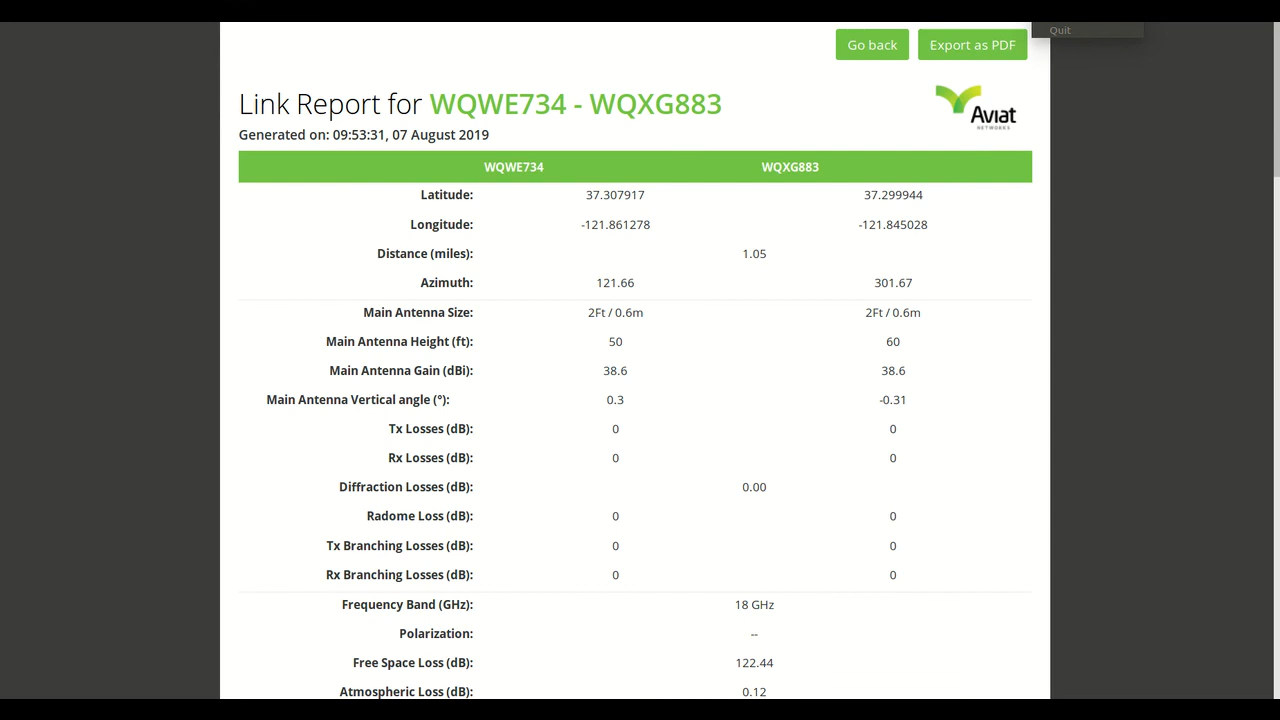 Quit
Go back Export as PDF
Link Report for WQWE734 - WQXG883
Aviat
NETWORKS
Generated on: 09:53:31, 07 August 2019
WQWE734 WQXG883
Latitude: 37.307917 37.299944
Longitude: -121.861278 -121.845028
Distance (miles): 1.05
Azimuth: 121.66 301.67
Main Antenna Size: 2Ft / 0.6m 2Ft / 0.6m
Main Antenna Height (ft): 50 60
Main Antenna Gain (dBi): 38.6 38.6
Main Antenna Vertical angle (°): 0.3 -0.31
Tx Losses (dB): 0 0
Rx Losses (dB): 0 0
Diffraction Losses (dB): 0.00
Radome Loss (dB): 0 0
Tx Branching Losses (dB): 0 0
Rx Branching Losses (dB): 0 0
Frequency Band (GHz): 18 GHz
Polarization: --
Free Space Loss (dB): 122.44
Atmospheric Loss (dB): 0.12